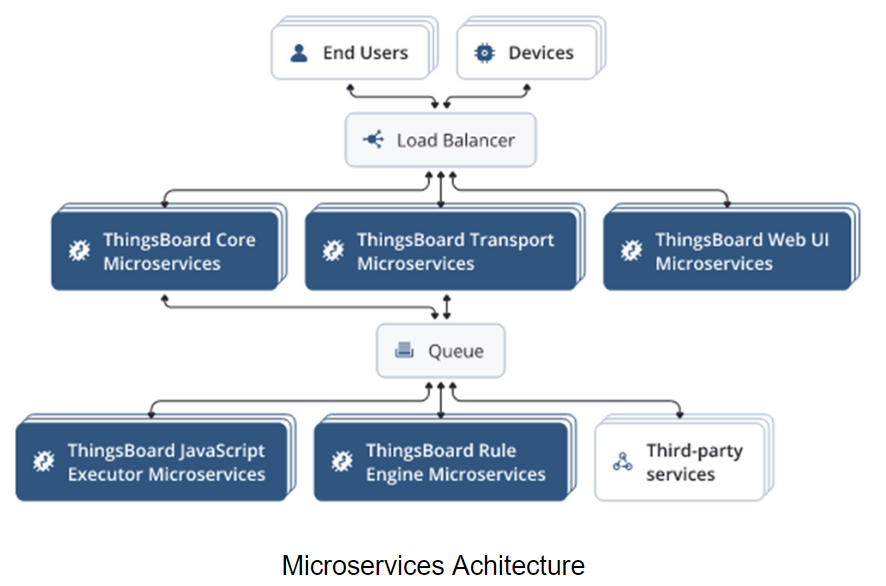 End Users
Devices
Load Balancer
ThingsBoard Core
Microservices
ThingsBoard Transport
Microservices
ThingsBoard Web UI
Microservices
Queue
ThingsBoard JavaScript
Executor Microservices
ThingsBoard Rule
Engine Microservices
Third-party
services
Microservices Achitecture